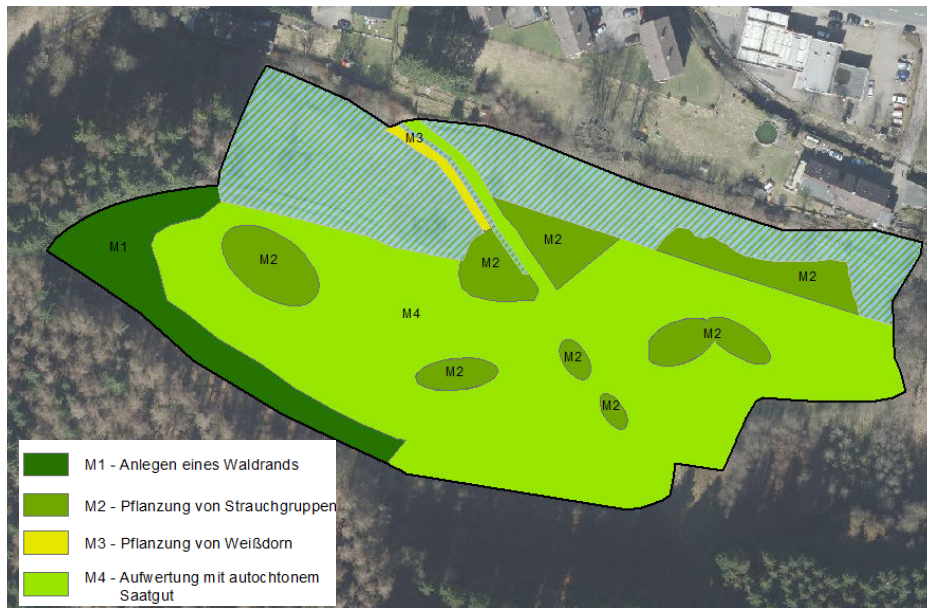 M3
M2
M1
M2
M2
M2
M4
M2
M2
M2
M2
M1 - Anlegen eines Waldrands
M2 - Pflanzung von Strauchgruppen
M3 - Pflanzung von Weißdorn
M4 - Aufwertung mit autochtonem
Saatgut